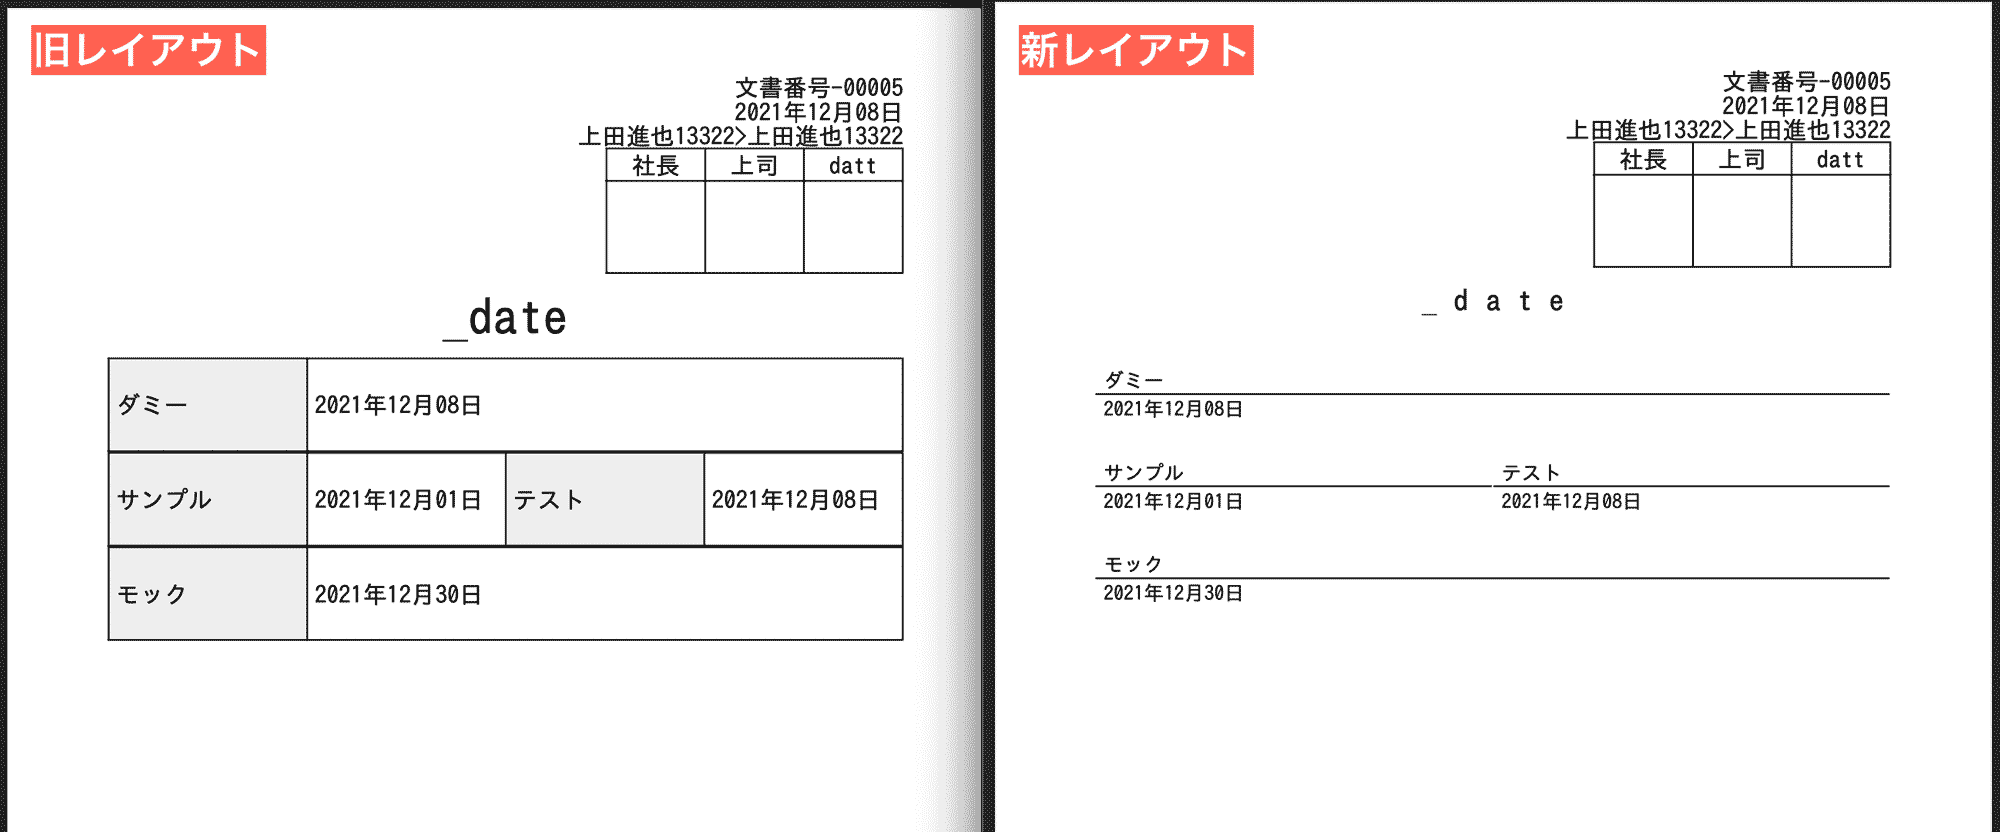 旧レイアウト
文書番号-00005
2021年12月08日
上田進也13322>上田進也13322
社長 上司 datt
_date
ダミー 2021年12月08日
サンプル 2021年12月01日 テスト 2021年12月08日
モック 2021年12月30日
新レイアウト
文書番号-00005
2021年12月08日
上田進也13322>上田進也13322
社長 上司 datt
_ d a t e
ダミー
2021年12月08日
サンプル テスト
2021年12月01日 2021年12月08日
モック
2021年12月30日